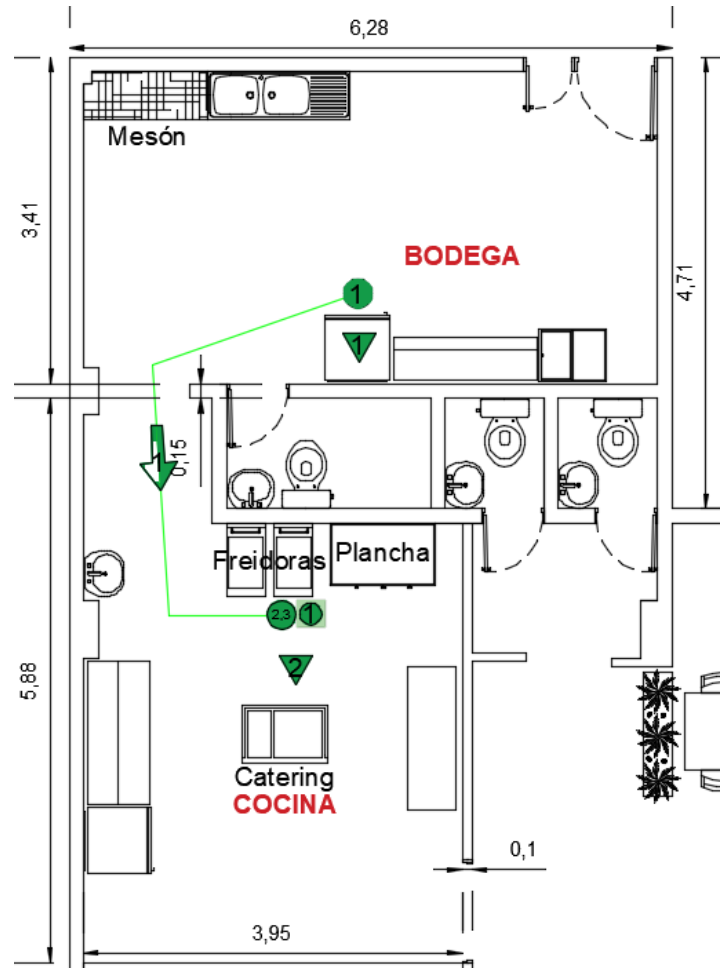 6,28
Mesón
3,41
BODEGA
4,71
1
1
1
0,15
Freidoras
Plancha
2,3
1
2
5,88
Catering
COCINA
0,1
3,95